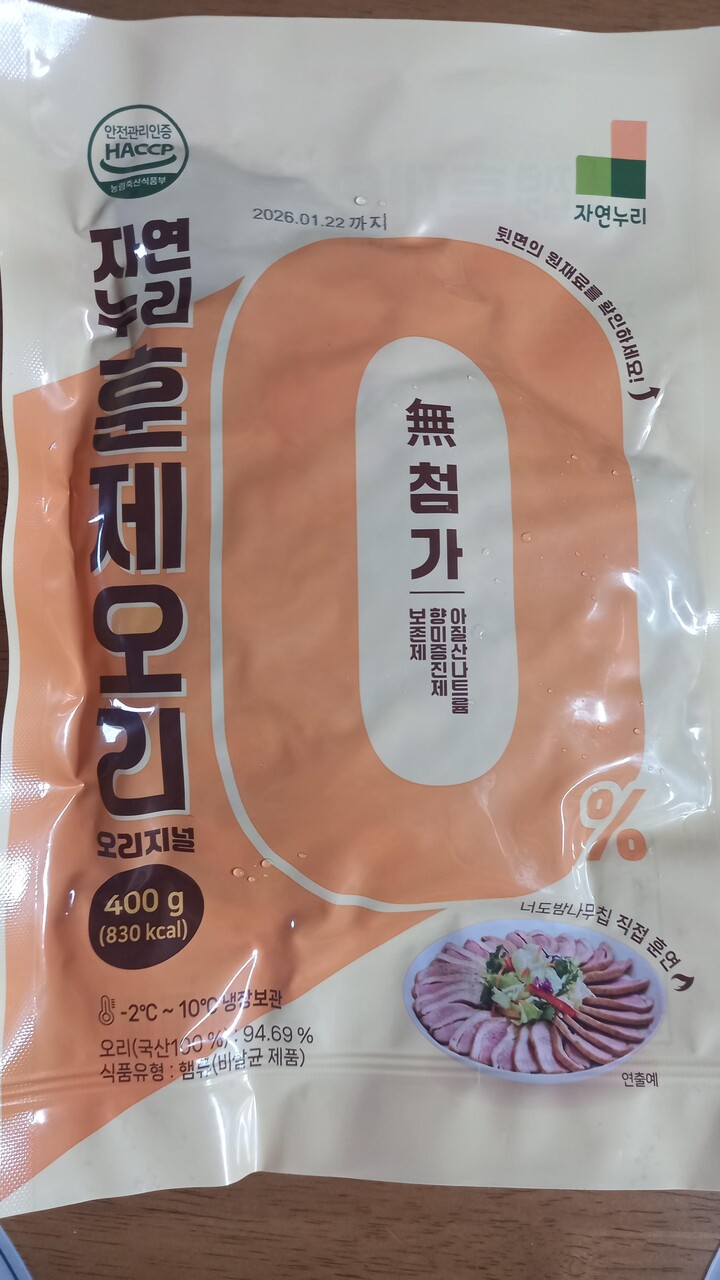 안전관리인증
HACCP
농림축산식품부
자연누리
2026.01.22 까지
뒷면의 원재료를 확인하세요!
자연
누리
훈제오리
오리지널
無첨가
아질산나트륨
향미증진제
보존제
0%
400 g
(830 kcal)
너도밤나무칩 직접 훈연
-2℃ ~ 10℃ 냉장보관
오리(국산100 %) : 94.69 %
식품유형 : 햄류(비살균 제품)
연출예